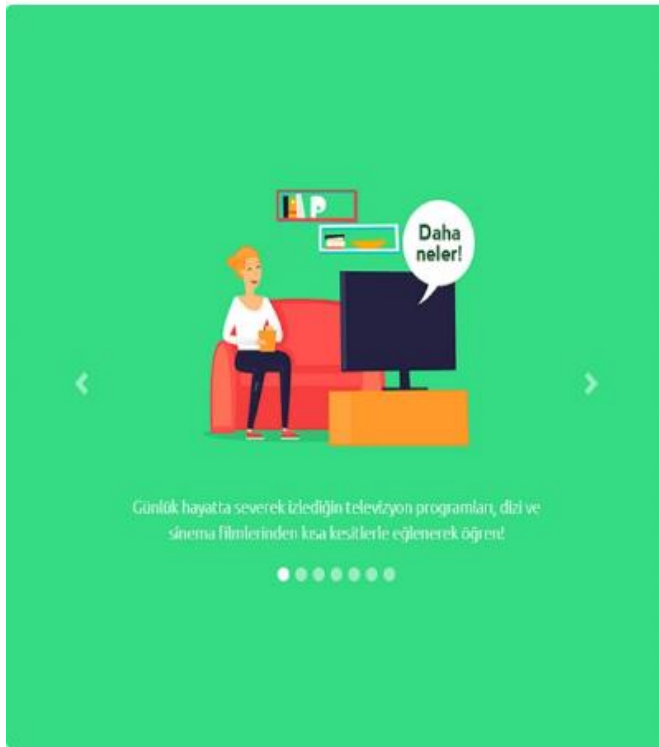 Daha
neler!
Günlük hayatta severek izlediğin televizyon programları, dizi ve
sinema filmlerinden kısa kesitlerle eğlenerek öğren!